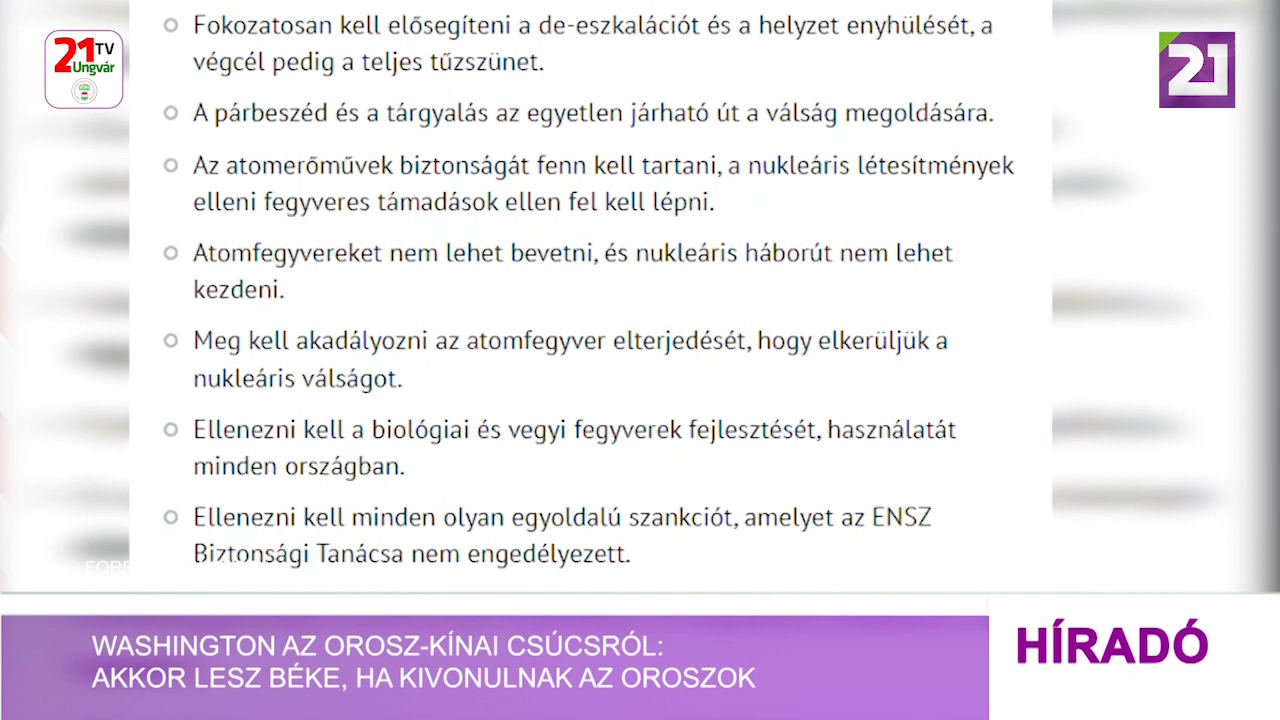 Fokozatosan kell elősegíteni a de-eszkalációt és a helyzet enyhülését, a
végcél pedig a teljes tűzszünet.
A párbeszéd és a tárgyalás az egyetlen járható út a válság megoldására.
Az atomerőművek biztonságát fenn kell tartani, a nukleáris létesítmények
elleni fegyveres támadások ellen fel kell lépni.
Atomfegyvereket nem lehet bevetni, és nukleáris háborút nem lehet
kezdeni.
Meg kell akadályozni az atomfegyver elterjedését, hogy elkerüljük a
nukleáris válságot.
Ellenezni kell a biológiai és vegyi fegyverek fejlesztését, használatát
minden országban.
Ellenezni kell minden olyan egyoldalú szankciót, amelyet az ENSZ
Biztonsági Tanácsa nem engedélyezett.
21 TV
Ungvár
21
WASHINGTON AZ OROSZ-KÍNAI CSÚCSRÓL:
AKKOR LESZ BÉKE, HA KIVONULNAK AZ OROSZOK
HÍRADÓ